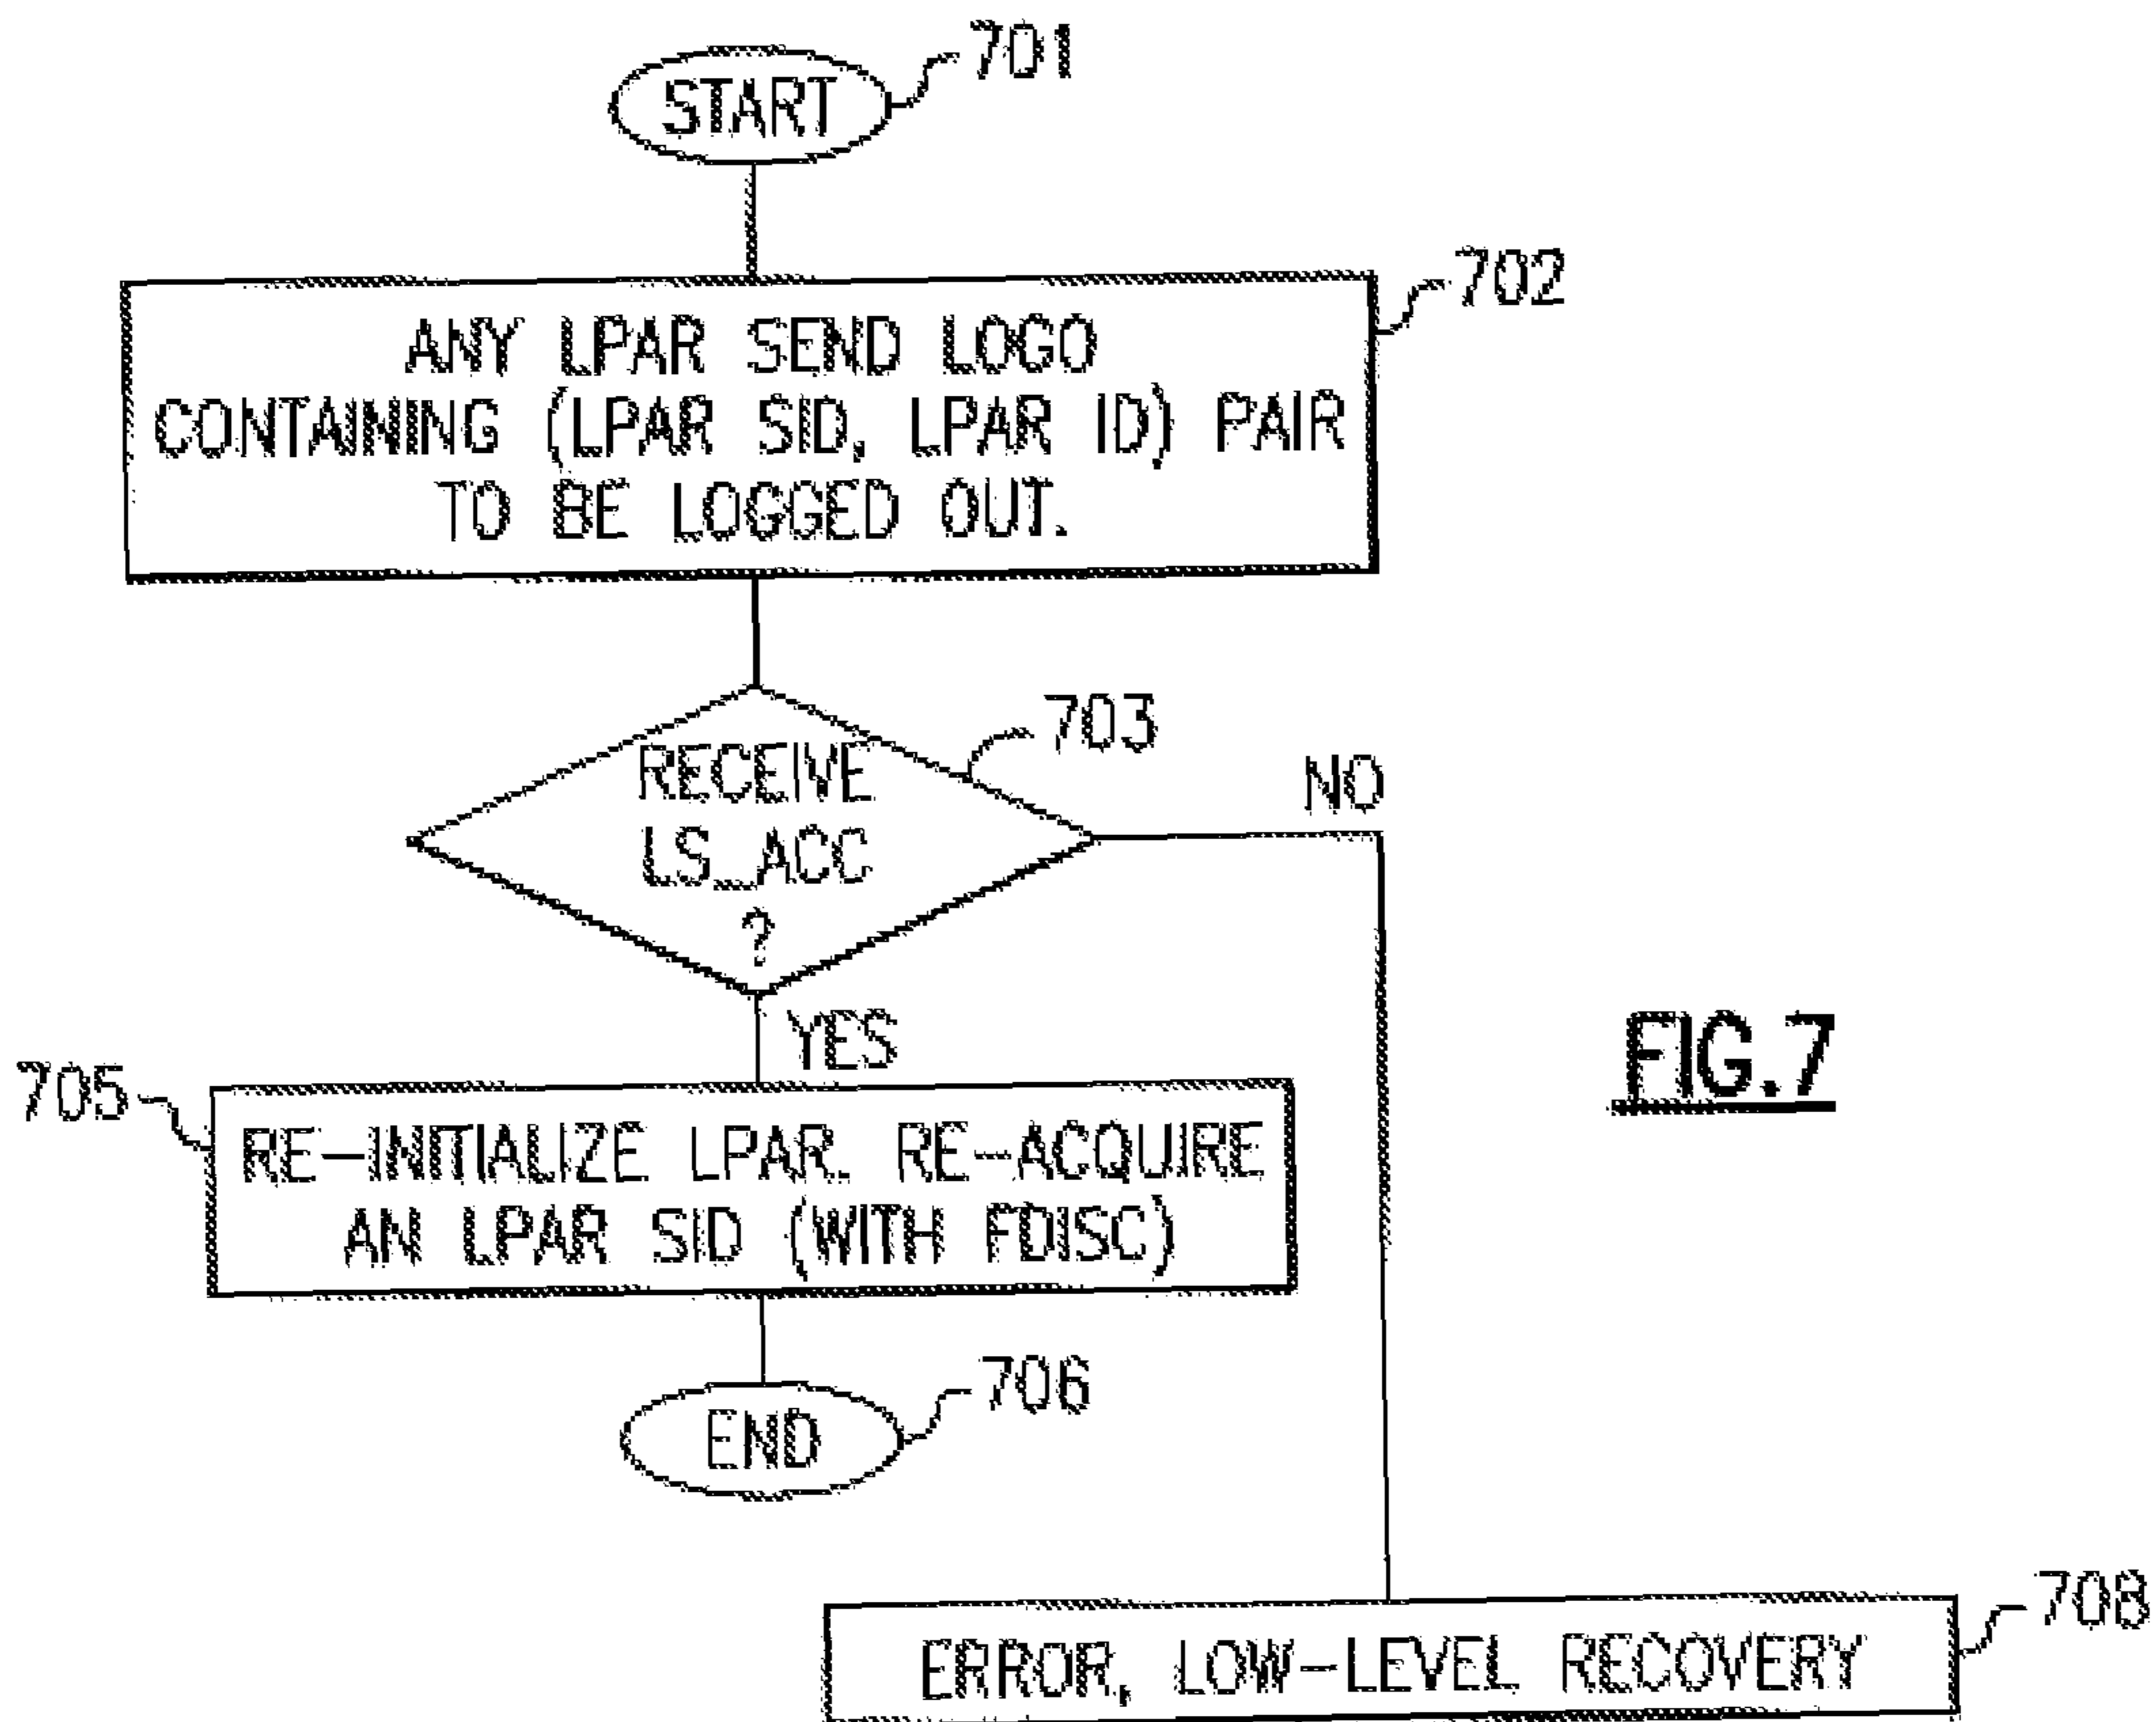 START
701
702
ANY LPAR SEND LOGO
CONTAINING (LPAR SID, LPAR ID) PAIR
TO BE LOGGED OUT.
703
RECEIVE
LS_ACC
?
NO
YES
705
RE-INITIALIZE LPAR. RE-ACQUIRE
AN LPAR SID (WITH FDISC)
FIG.7
END
706
708
ERROR, LOW-LEVEL RECOVERY